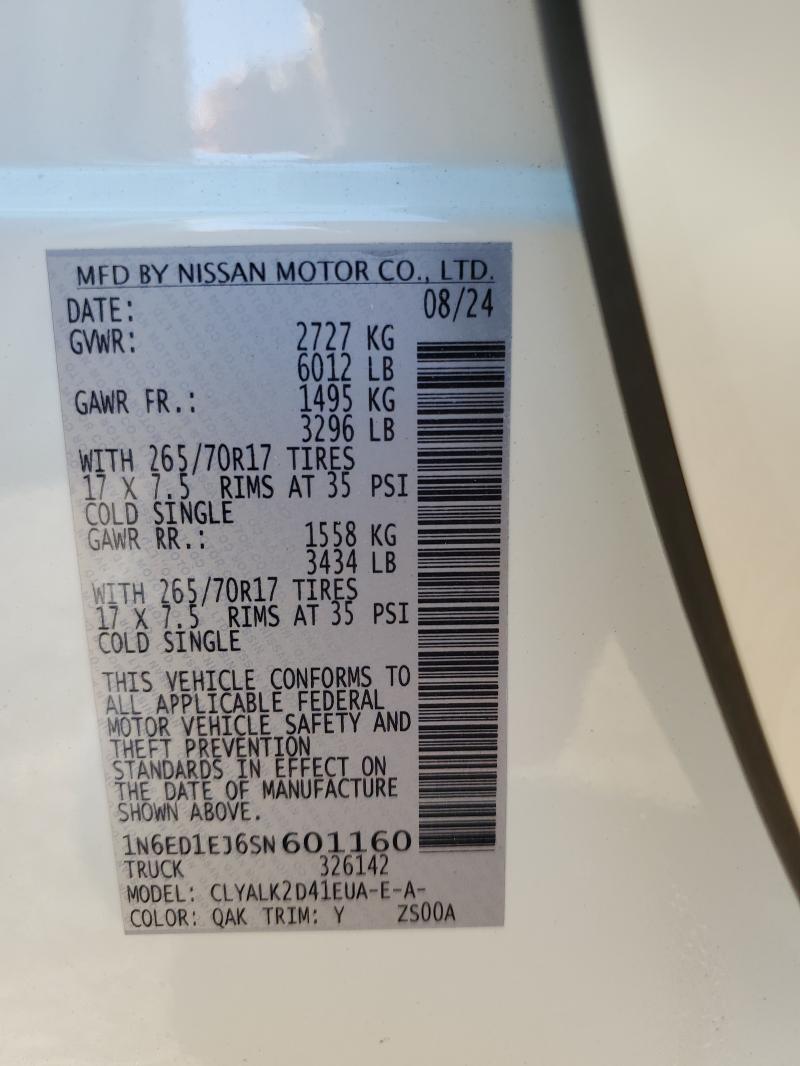 MFD BY NISSAN MOTOR CO., LTD.
DATE: 08/24
GVWR: 2727 KG
6012 LB
GAWR FR.: 1495 KG
3296 LB
WITH 265/70R17 TIRES
17 X 7.5 RIMS AT 35 PSI
COLD SINGLE
GAWR RR.: 1558 KG
3434 LB
WITH 265/70R17 TIRES
17 X 7.5 RIMS AT 35 PSI
COLD SINGLE
THIS VEHICLE CONFORMS TO
ALL APPLICABLE FEDERAL
MOTOR VEHICLE SAFETY AND
THEFT PREVENTION
STANDARDS IN EFFECT ON
THE DATE OF MANUFACTURE
SHOWN ABOVE.
1N6ED1EJ6SN601160
TRUCK 326142
MODEL: CLYALK2D41EUA-E-A-
COLOR: QAK TRIM: Y ZS00A